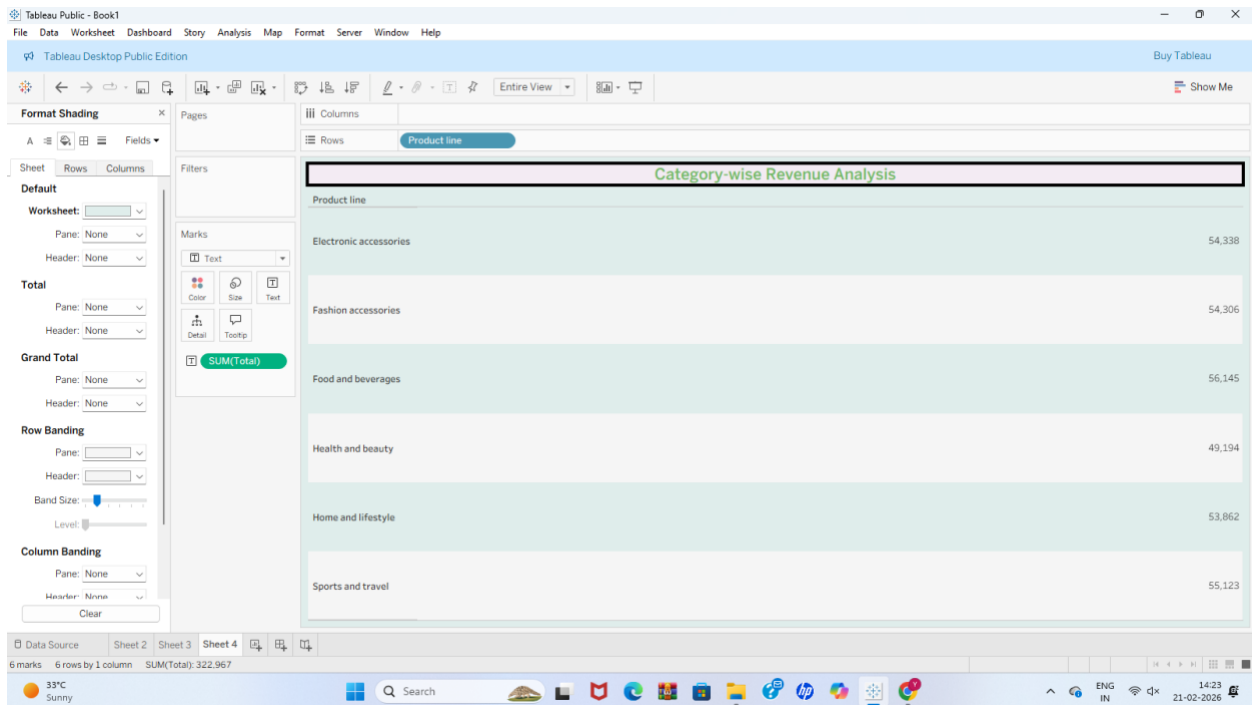 Tableau Public - Book1
File Data Worksheet Dashboard Story Analysis Map Format Server Window Help
Tableau Desktop Public Edition Buy Tableau
Entire View Show Me
Format Shading
Fields
Sheet Rows Columns
Default
Worksheet:
Pane: None
Header: None
Total
Pane: None
Header: None
Grand Total
Pane: None
Header: None
Row Banding
Pane:
Header:
Band Size:
Level:
Column Banding
Pane: None
Header: None
Clear
Pages
Filters
Marks
Text
Color Size Text
Detail Tooltip
SUM(Total)
Columns
Rows Product line
Category-wise Revenue Analysis
Product line
Electronic accessories 54,338
Fashion accessories 54,306
Food and beverages 56,145
Health and beauty 49,194
Home and lifestyle 53,862
Sports and travel 55,123
Data Source Sheet 2 Sheet 3 Sheet 4
6 marks 6 rows by 1 column SUM(Total): 322,967
33°C
Sunny
Search
ENG
IN
14:23
21-02-2026